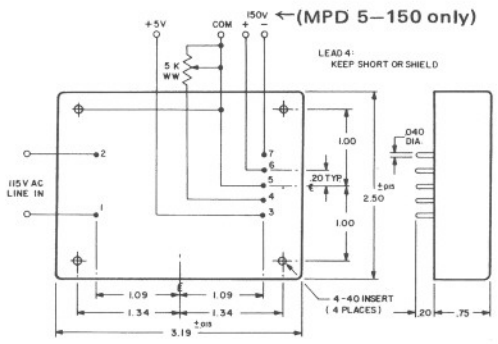 150V ←(MPD 5–150 only)
+5V COM + −
5 K
WW
LEAD 4:
KEEP SHORT OR SHIELD
2
7
6
5
4
3
1
115V AC
LINE IN
.20 TYP.
℄
1.00
1.00
2.50 ±.015
.040
DIA.
℄
1.09 1.09
1.34 1.34
3.19 ±.015
4-40 INSERT
(4 PLACES)
.20 .75